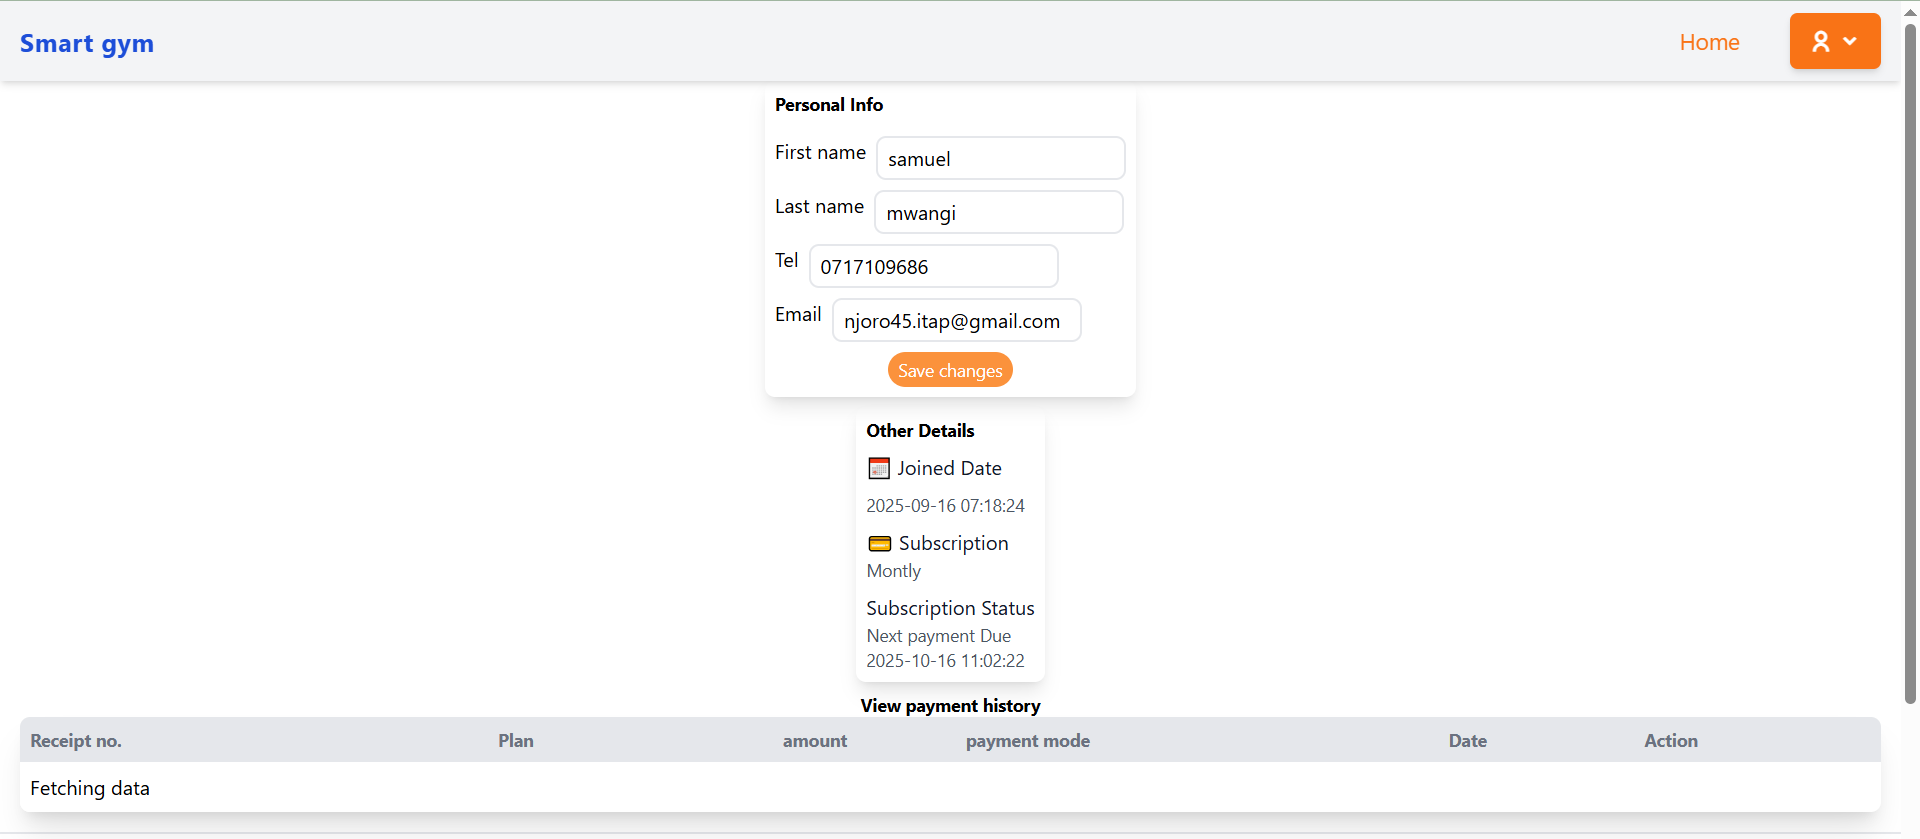 Smart gym
Home
Personal Info
First name samuel
Last name mwangi
Tel 0717109686
Email njoro45.itap@gmail.com
Save changes
Other Details
Joined Date
2025-09-16 07:18:24
Subscription
Montly
Subscription Status
Next payment Due
2025-10-16 11:02:22
View payment history
Receipt no. Plan amount payment mode Date Action
Fetching data